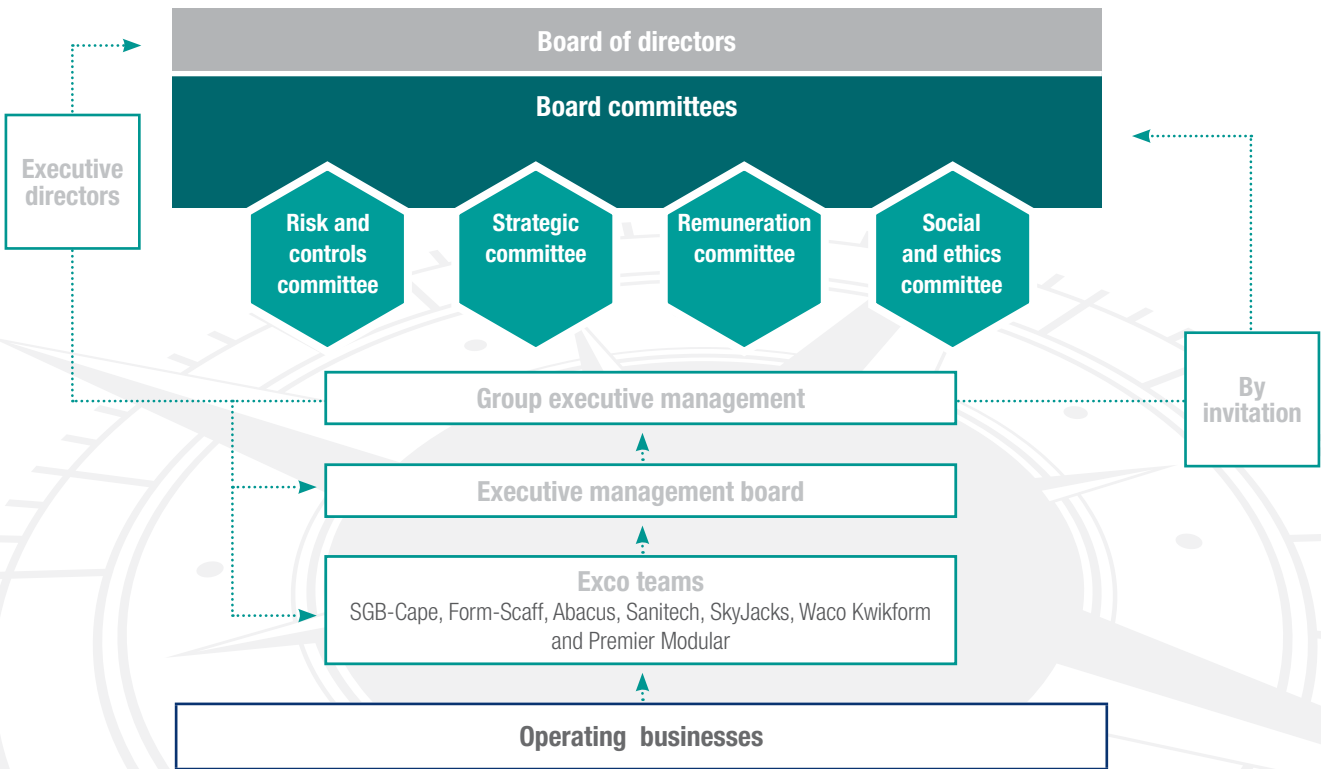 Board of directors
Board committees
Executive
directors
Risk and
controls
committee
Strategic
committee
Remuneration
committee
Social
and ethics
committee
Group executive management
By
invitation
Executive management board
Exco teams
SGB-Cape, Form-Scaff, Abacus, Sanitech, SkyJacks, Waco Kwikform
and Premier Modular
Operating businesses